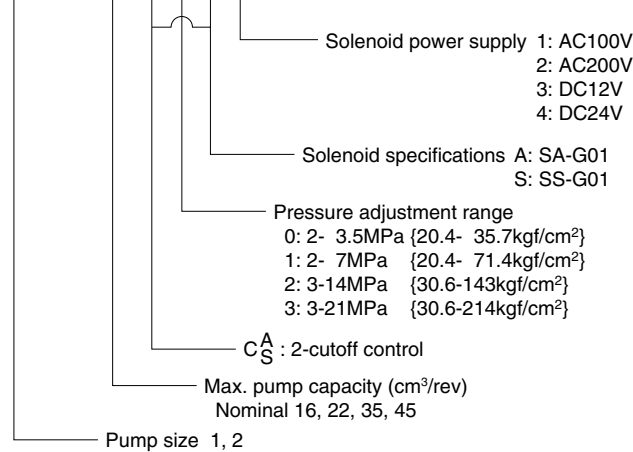 Solenoid power supply 1: AC100V
2: AC200V
3: DC12V
4: DC24V
Solenoid specifications A: SA-G01
S: SS-G01
Pressure adjustment range
0: 2- 3.5MPa {20.4- 35.7kgf/cm²}
1: 2- 7MPa {20.4- 71.4kgf/cm²}
2: 3-14MPa {30.6-143kgf/cm²}
3: 3-21MPa {30.6-214kgf/cm²}
C A/S : 2-cutoff control
Max. pump capacity (cm³/rev)
Nominal 16, 22, 35, 45
Pump size 1, 2